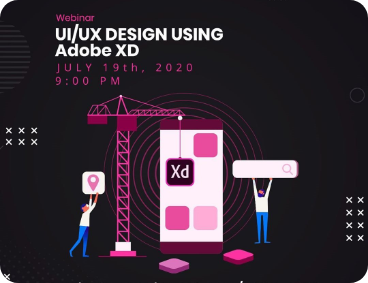 Webinar
UI/UX DESIGN USING
Adobe XD
JULY 19th, 2020
9:00 PM
Xd